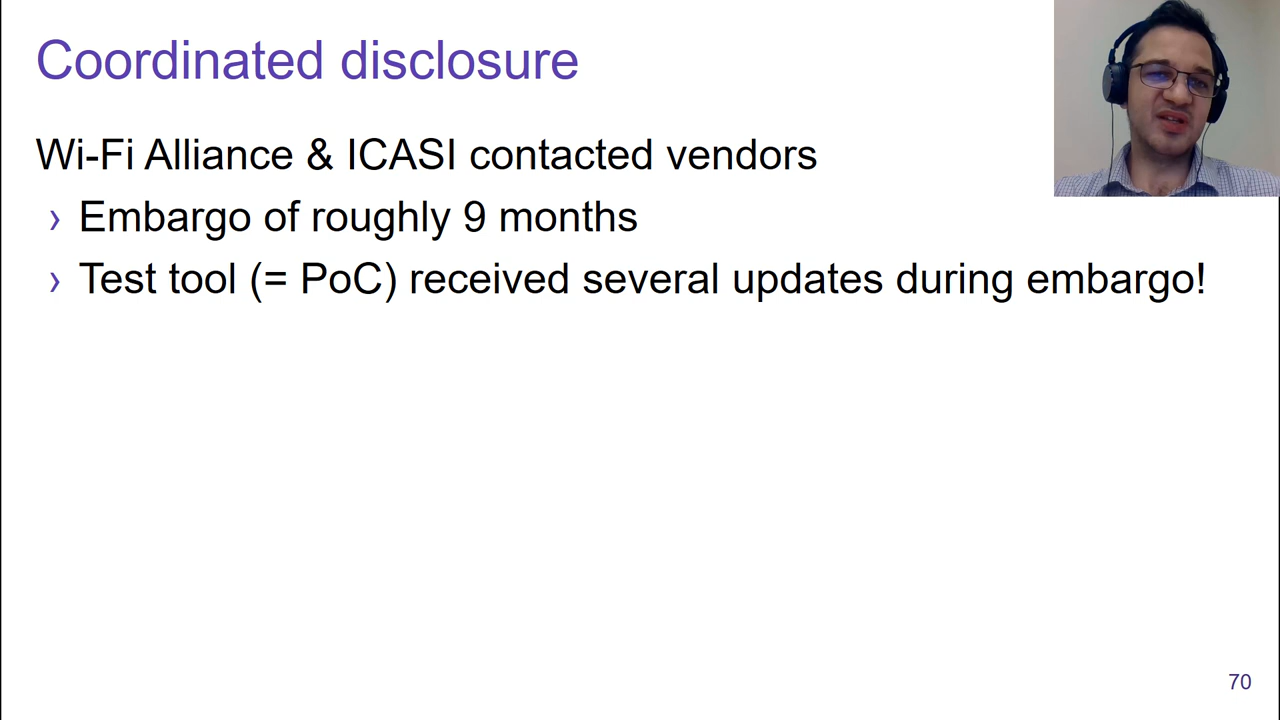 Coordinated disclosure
Wi-Fi Alliance & ICASI contacted vendors
› Embargo of roughly 9 months
› Test tool (= PoC) received several updates during embargo!
70